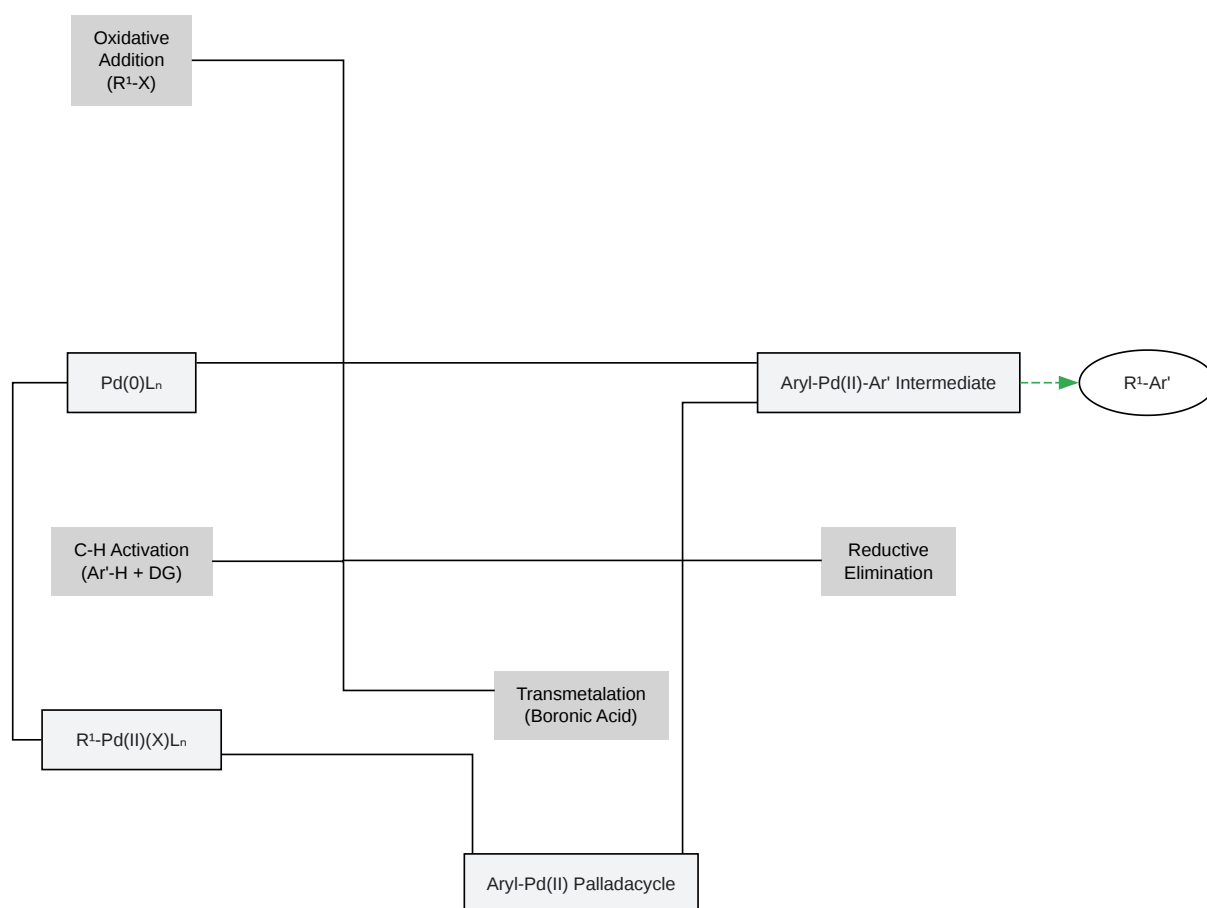 Oxidative
Addition
(R¹-X)
Pd(0)Lₙ
Aryl-Pd(II)-Ar' Intermediate
R¹-Ar'
C-H Activation
(Ar'-H + DG)
Reductive
Elimination
Transmetalation
(Boronic Acid)
R¹-Pd(II)(X)Lₙ
Aryl-Pd(II) Palladacycle